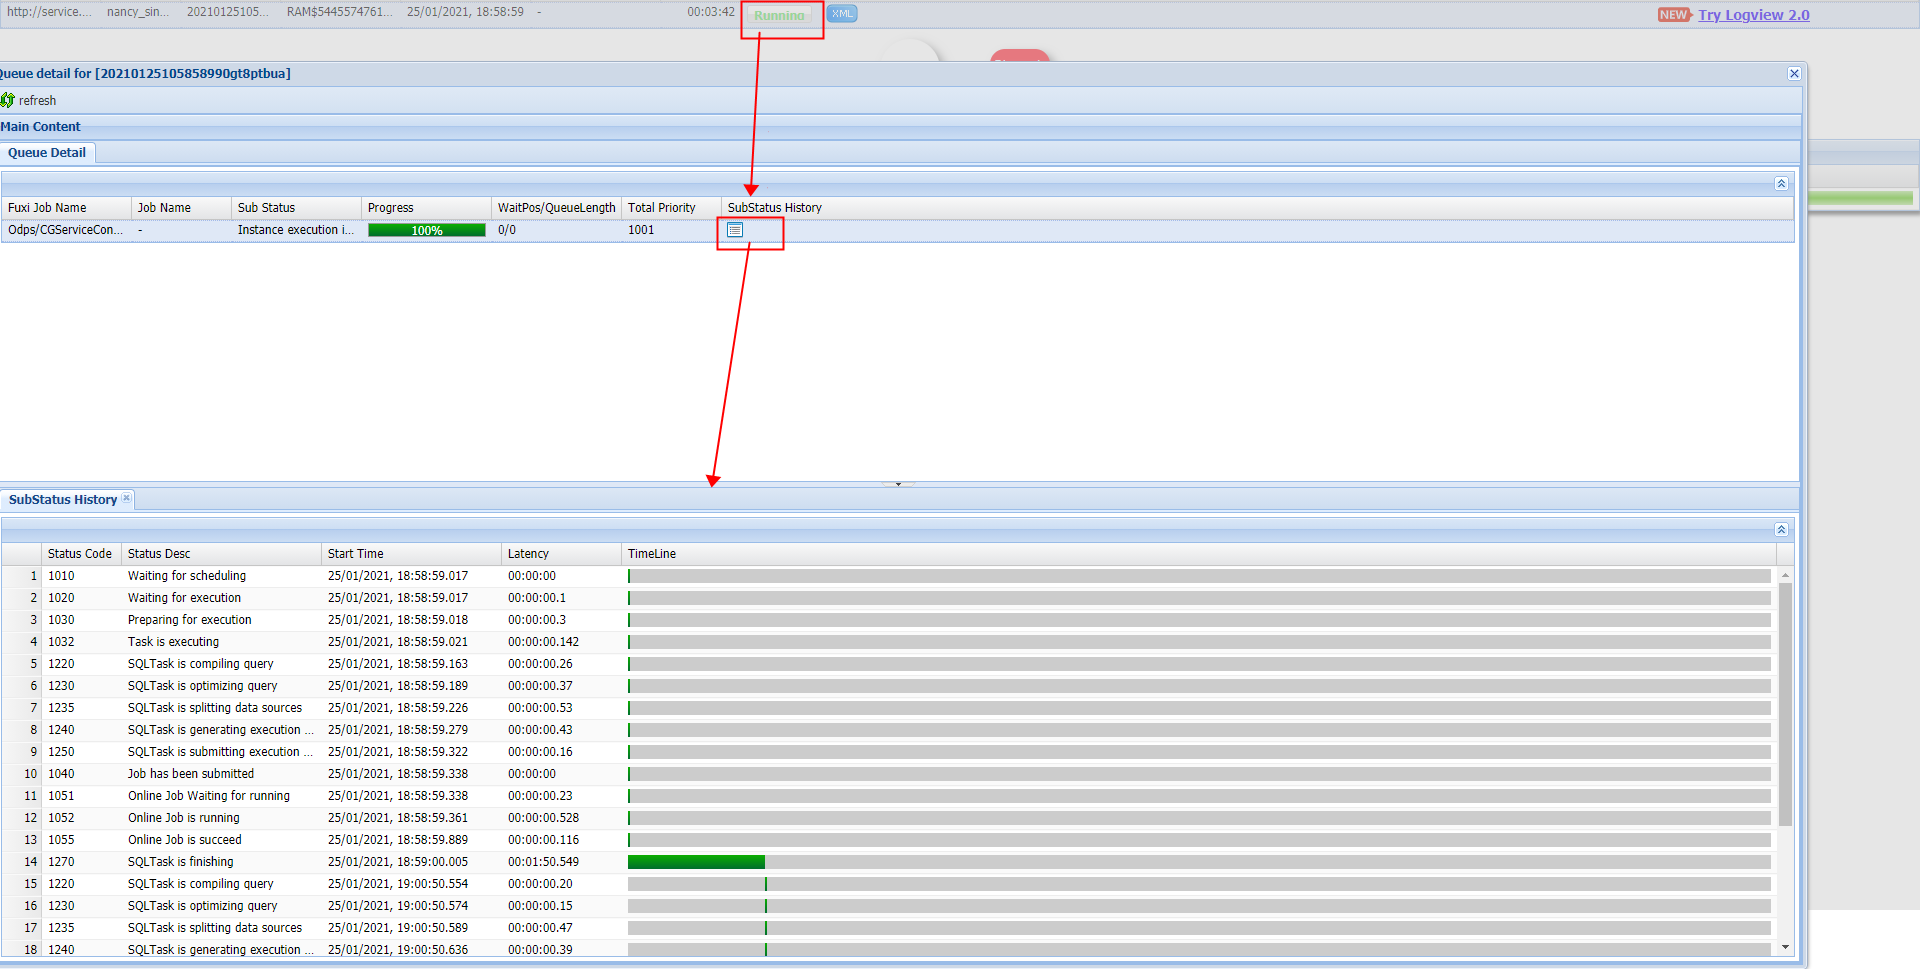 http://service.... nancy_sin... 20210125105... RAM$5445574761... 25/01/2021, 18:58:59 - 00:03:42 Running XML NEW Try Logview 2.0
Queue detail for [20210125105858990gt8ptbua]
refresh
Main Content
Queue Detail
Fuxi Job Name Job Name Sub Status Progress WaitPos/QueueLength Total Priority SubStatus History
Odps/CGServiceCon... - Instance execution i... 100% 0/0 1001
SubStatus History
Status Code Status Desc Start Time Latency TimeLine
1 1010 Waiting for scheduling 25/01/2021, 18:58:59.017 00:00:00
2 1020 Waiting for execution 25/01/2021, 18:58:59.017 00:00:00.1
3 1030 Preparing for execution 25/01/2021, 18:58:59.018 00:00:00.3
4 1032 Task is executing 25/01/2021, 18:58:59.021 00:00:00.142
5 1220 SQLTask is compiling query 25/01/2021, 18:58:59.163 00:00:00.26
6 1230 SQLTask is optimizing query 25/01/2021, 18:58:59.189 00:00:00.37
7 1235 SQLTask is splitting data sources 25/01/2021, 18:58:59.226 00:00:00.53
8 1240 SQLTask is generating execution ... 25/01/2021, 18:58:59.279 00:00:00.43
9 1250 SQLTask is submitting execution ... 25/01/2021, 18:58:59.322 00:00:00.16
10 1040 Job has been submitted 25/01/2021, 18:58:59.338 00:00:00
11 1051 Online Job Waiting for running 25/01/2021, 18:58:59.338 00:00:00.23
12 1052 Online Job is running 25/01/2021, 18:58:59.361 00:00:00.528
13 1055 Online Job is succeed 25/01/2021, 18:58:59.889 00:00:00.116
14 1270 SQLTask is finishing 25/01/2021, 18:59:00.005 00:01:50.549
15 1220 SQLTask is compiling query 25/01/2021, 19:00:50.554 00:00:00.20
16 1230 SQLTask is optimizing query 25/01/2021, 19:00:50.574 00:00:00.15
17 1235 SQLTask is splitting data sources 25/01/2021, 19:00:50.589 00:00:00.47
18 1240 SQLTask is generating execution ... 25/01/2021, 19:00:50.636 00:00:00.39